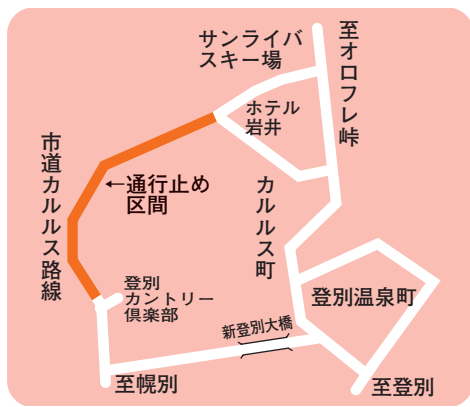 サンライバ
スキー場
至オロフレ峠
ホテル
岩井
市道カルルス路線
←通行止め
区間
カルルス町
登別
カントリー
倶楽部
登別温泉町
新登別大橋
至幌別
至登別